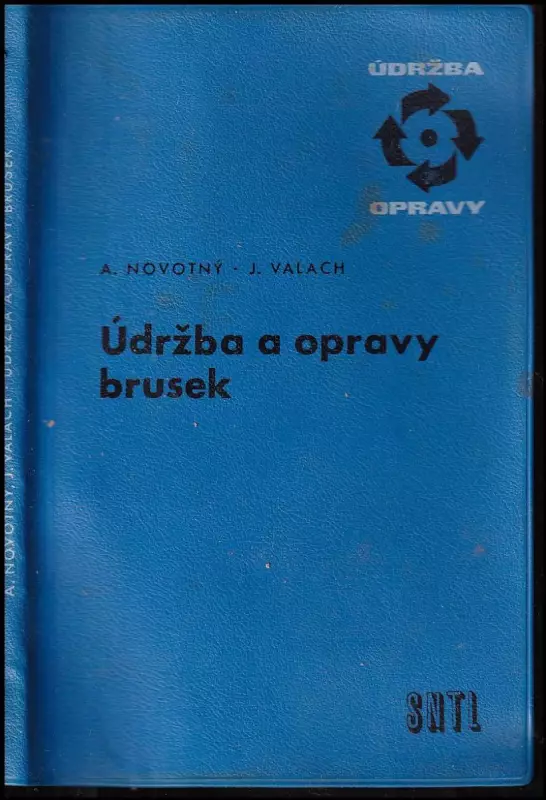 ÚDRŽBA
OPRAVY
A. NOVOTNÝ · J. VALACH
Údržba a opravy
brusek
SNTL
A. NOVOTNÝ, J. VALACH · ÚDRŽBA A OPRAVY BRUSEK